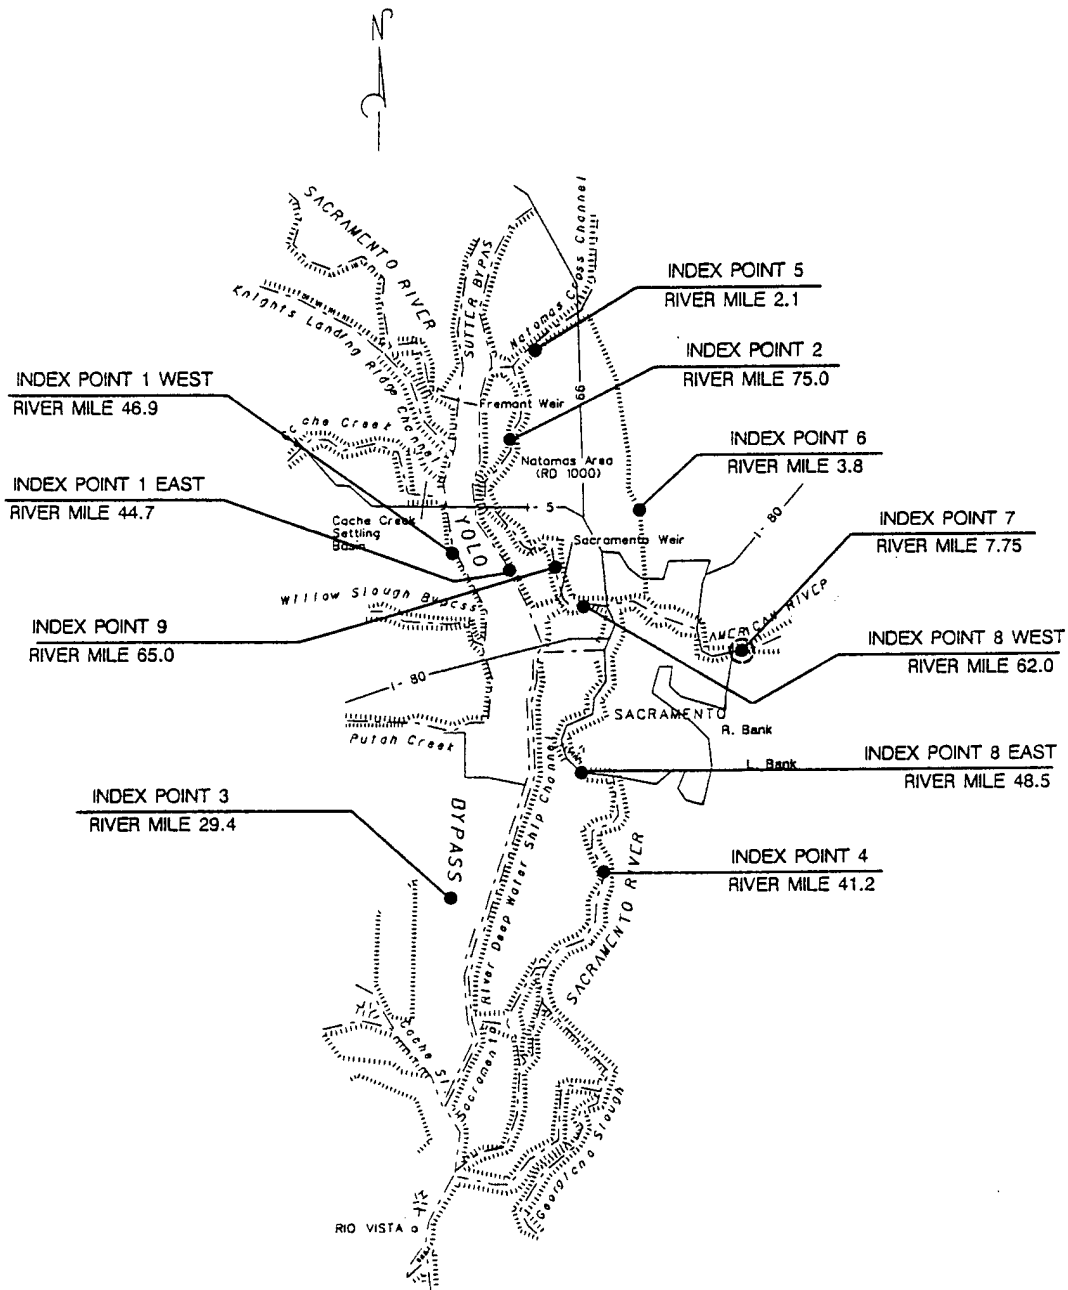 N
SACRAMENTO RIVER
SUTTER BYPAS
Natomas Cross Channel
Knights Landing Ridge Channel
INDEX POINT 5
RIVER MILE 2.1
INDEX POINT 2
RIVER MILE 75.0
INDEX POINT 1 WEST
RIVER MILE 46.9
99
Fremant Weir
che Creek
INDEX POINT 6
RIVER MILE 3.8
Natomas Area
(RD 1000)
INDEX POINT 1 EAST
RIVER MILE 44.7
I - 5
I - 80
INDEX POINT 7
RIVER MILE 7.75
Cache Creek
Settling
Basin
YOLO
Sacramento Weir
Willow Slough Bypass
INDEX POINT 9
RIVER MILE 65.0
AMERICAN RIVER
INDEX POINT 8 WEST
RIVER MILE 62.0
I - 80
SACRAMENTO
R. Bank
Putah Creek
L. Bank
INDEX POINT 8 EAST
RIVER MILE 48.5
INDEX POINT 3
RIVER MILE 29.4
BYPASS
INDEX POINT 4
RIVER MILE 41.2
Sacramento River Deep Water Ship Channel
SACRAMENTO RIVER
Cache Sl
Georgiana Slough
RIO VISTA